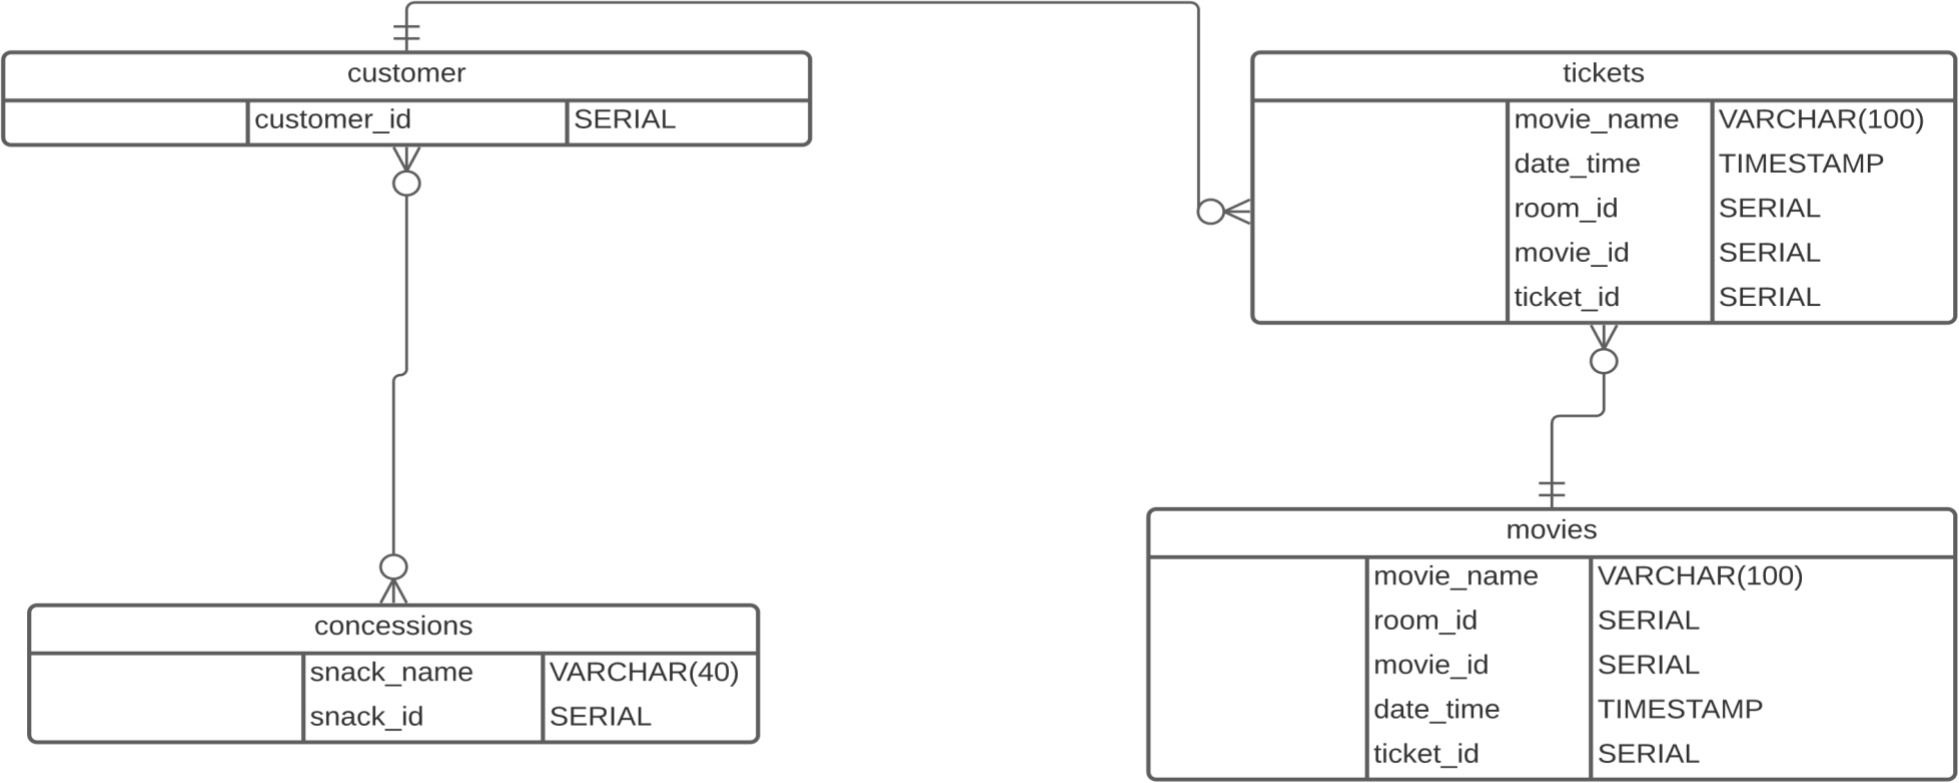 customer
customer_id SERIAL
tickets
movie_name VARCHAR(100)
date_time TIMESTAMP
room_id SERIAL
movie_id SERIAL
ticket_id SERIAL
concessions
snack_name VARCHAR(40)
snack_id SERIAL
movies
movie_name VARCHAR(100)
room_id SERIAL
movie_id SERIAL
date_time TIMESTAMP
ticket_id SERIAL